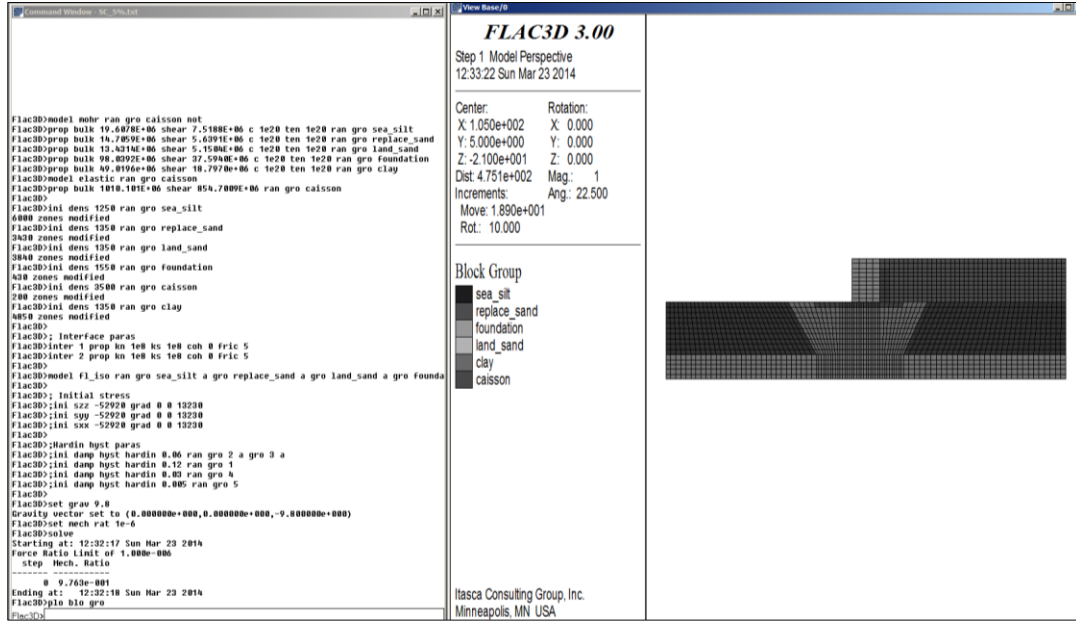 Command Window - SC_5%.txt
Flac3D>model mohr ran gro caisson not
Flac3D>prop bulk 19.6078E+06 shear 7.5188E+06 c 1e20 ten 1e20 ran gro sea_silt
Flac3D>prop bulk 14.7059E+06 shear 5.6391E+06 c 1e20 ten 1e20 ran gro replace_sand
Flac3D>prop bulk 13.4314E+06 shear 5.1504E+06 c 1e20 ten 1e20 ran gro land_sand
Flac3D>prop bulk 98.0392E+06 shear 37.5940E+06 c 1e20 ten 1e20 ran gro foundation
Flac3D>prop bulk 49.0196e+06 shear 18.7970e+06 c 1e20 ten 1e20 ran gro clay
Flac3D>model elastic ran gro caisson
Flac3D>prop bulk 1010.101E+06 shear 854.7009E+06 ran gro caisson
Flac3D>
Flac3D>ini dens 1250 ran gro sea_silt
6000 zones modified
Flac3D>ini dens 1350 ran gro replace_sand
3430 zones modified
Flac3D>ini dens 1350 ran gro land_sand
3840 zones modified
Flac3D>ini dens 1550 ran gro foundation
430 zones modified
Flac3D>ini dens 3500 ran gro caisson
200 zones modified
Flac3D>ini dens 1350 ran gro clay
4850 zones modified
Flac3D>
Flac3D>; Interface paras
Flac3D>inter 1 prop kn 1e8 ks 1e8 coh 0 fric 5
Flac3D>inter 2 prop kn 1e8 ks 1e8 coh 0 fric 5
Flac3D>
Flac3D>model fl_iso ran gro sea_silt a gro replace_sand a gro land_sand a gro founda
Flac3D>
Flac3D>; Initial stress
Flac3D>;ini szz -52920 grad 0 0 13230
Flac3D>;ini syy -52920 grad 0 0 13230
Flac3D>;ini sxx -52920 grad 0 0 13230
Flac3D>
Flac3D>;Hardin hyst paras
Flac3D>;ini damp hyst hardin 0.06 ran gro 2 a gro 3 a
Flac3D>;ini damp hyst hardin 0.12 ran gro 1
Flac3D>;ini damp hyst hardin 0.03 ran gro 4
Flac3D>;ini damp hyst hardin 0.005 ran gro 5
Flac3D>
Flac3D>set grav 9.8
Gravity vector set to (0.000000e+000,0.000000e+000,-9.800000e+000)
Flac3D>set mech rat 1e-6
Flac3D>solve
Starting at: 12:32:17 Sun Mar 23 2014
Force Ratio Limit of 1.000e-006
step Mech. Ratio
------- -----------
0 9.763e-001
Ending at: 12:32:18 Sun Mar 23 2014
Flac3D>plo blo gro
Flac3D>
View Base/0
FLAC3D 3.00
Step 1 Model Perspective
12:33:22 Sun Mar 23 2014
Center: Rotation:
X: 1.050e+002 X: 0.000
Y: 5.000e+000 Y: 0.000
Z: -2.100e+001 Z: 0.000
Dist: 4.751e+002 Mag.: 1
Increments: Ang.: 22.500
Move: 1.890e+001
Rot.: 10.000
Block Group
sea_silt
replace_sand
foundation
land_sand
clay
caisson
Itasca Consulting Group, Inc.
Minneapolis, MN USA